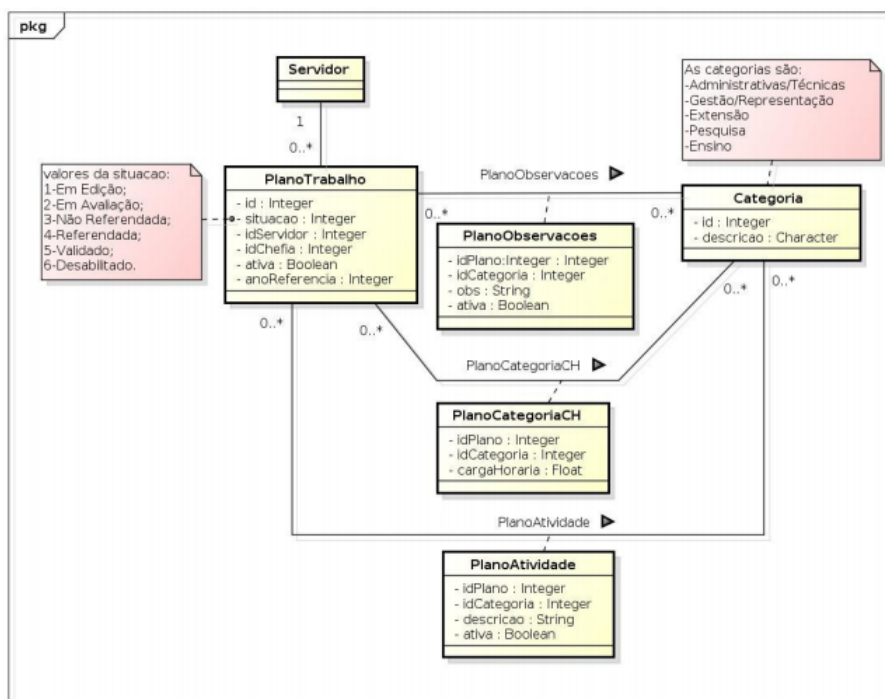 pkg
Servidor
1
0..*
As categorias são:
-Administrativas/Técnicas
-Gestão/Representação
-Extensão
-Pesquisa
-Ensino
valores da situacao:
1-Em Edição;
2-Em Avaliação;
3-Não Referendada;
4-Referendada;
5-Validado;
6-Desabilitado.
PlanoTrabalho
- id : Integer
- situacao : Integer
- idServidor : Integer
- idChefia : Integer
- ativa : Boolean
- anoReferencia : Integer
PlanoObservacoes
0..*
0..*
Categoria
- id : Integer
- descricao : Character
PlanoObservacoes
- idPlano:Integer : Integer
- idCategoria : Integer
- obs : String
- ativa : Boolean
0..*
0..*
0..*
0..*
PlanoCategoriaCH
PlanoCategoriaCH
- idPlano : Integer
- idCategoria : Integer
- cargaHoraria : Float
PlanoAtividade
PlanoAtividade
- idPlano : Integer
- idCategoria : Integer
- descricao : String
- ativa : Boolean